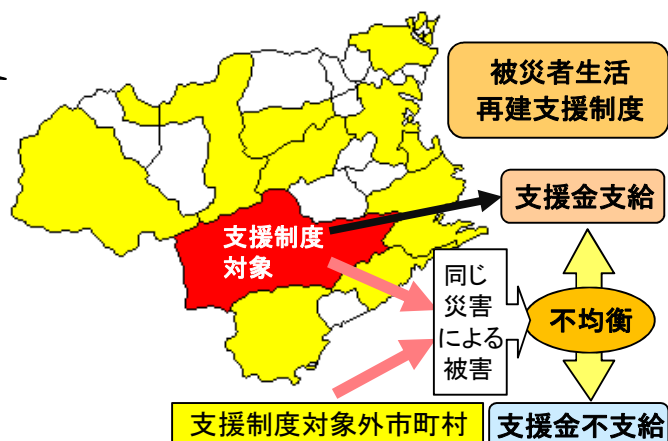 被災者生活
再建支援制度
支援金支給
支援制度
対象
同じ
災害
による
被害
不均衡
支援制度対象外市町村
支援金不支給